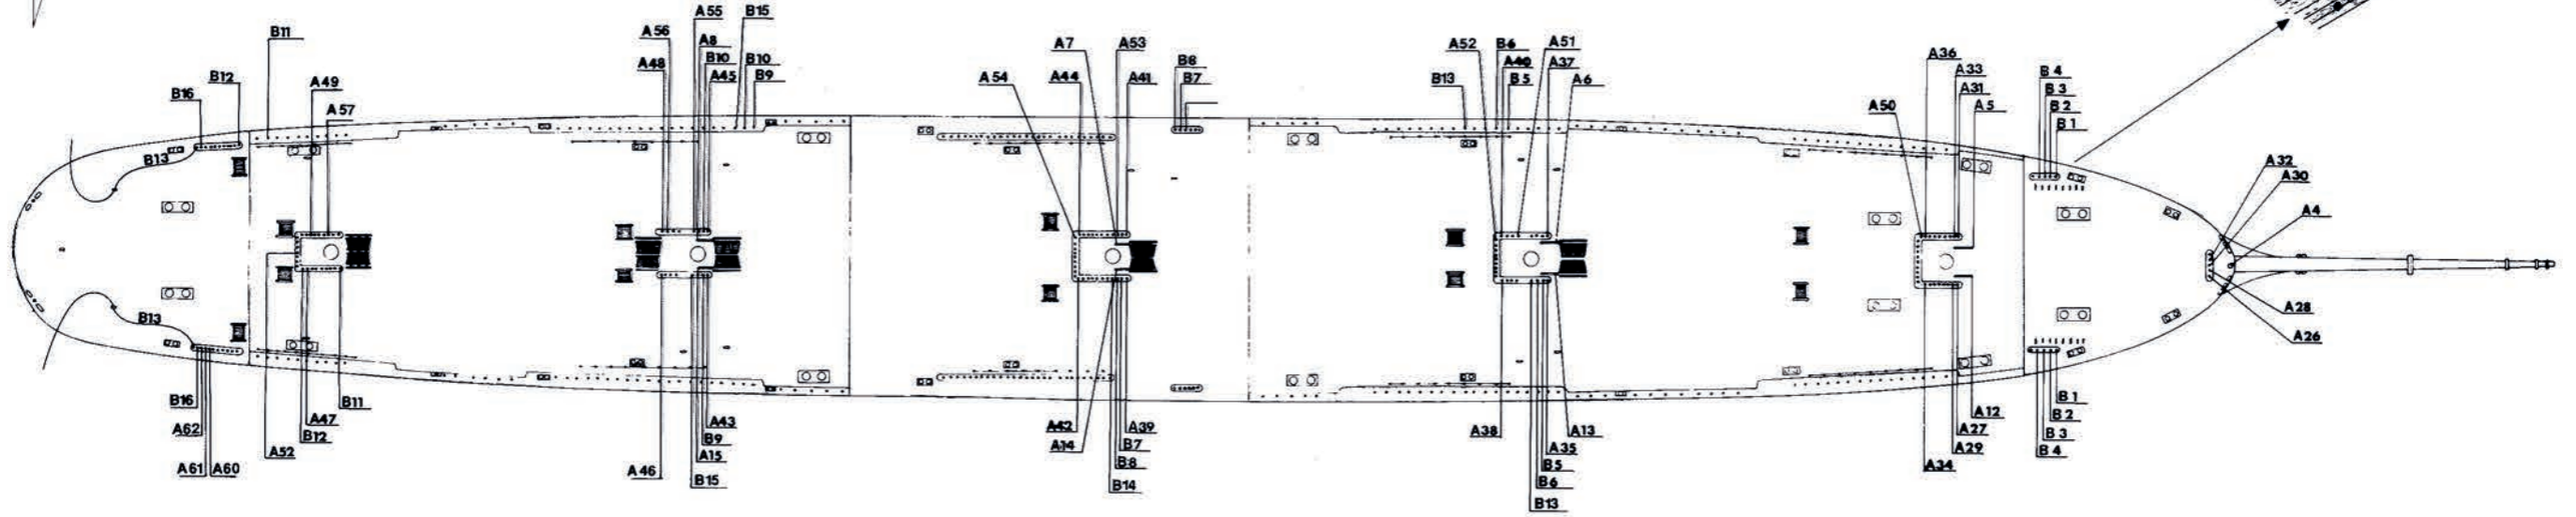 A55 B15
B11 A56 A8 A7 A53 A52 B6 A51 A36
A48 B10 B10 B8 A40 A37 A33 B4
B12 A49 A45 B9 A54 A44 A41 B7 B13 B5 A6 A31 B3
B16 A57 A50 A5 B2
B1
B13 A32
A30
A4
B13 A28
A26
B16 A47 B11 A43 A42 A39 A38 A13 A12 B1
A62 B12 B9 A14 B7 A35 A27 B2
A52 A15 B8 B5 A29 B3
A61 A60 A46 B15 B14 B6 A34 B4
B13